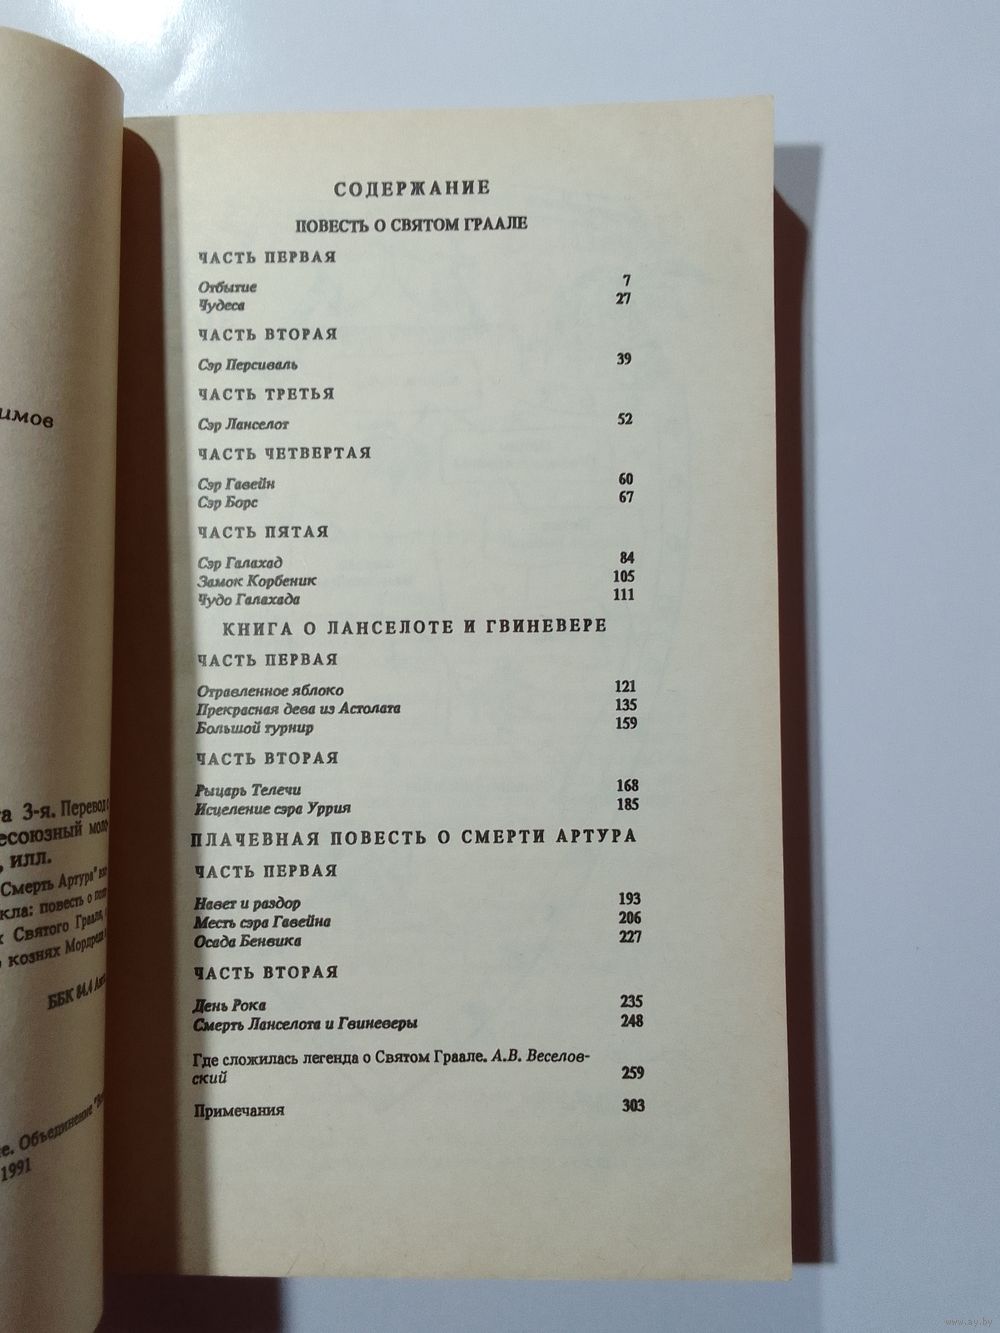 СОДЕРЖАНИЕ
ПОВЕСТЬ О СВЯТОМ ГРААЛЕ
ЧАСТЬ ПЕРВАЯ
Отбытие 7
Чудеса 27
ЧАСТЬ ВТОРАЯ
Сэр Персиваль 39
ЧАСТЬ ТРЕТЬЯ
Сэр Ланселот 52
ЧАСТЬ ЧЕТВЕРТАЯ
Сэр Гавейн 60
Сэр Борс 67
ЧАСТЬ ПЯТАЯ
Сэр Галахад 84
Замок Корбеник 105
Чудо Галахада 111
КНИГА О ЛАНСЕЛОТЕ И ГВИНЕВЕРЕ
ЧАСТЬ ПЕРВАЯ
Отравленное яблоко 121
Прекрасная дева из Астолата 135
Большой турнир 159
ЧАСТЬ ВТОРАЯ
Рыцарь Телечи 168
Исцеление сэра Уррия 185
ПЛАЧЕВНАЯ ПОВЕСТЬ О СМЕРТИ АРТУРА
ЧАСТЬ ПЕРВАЯ
Навет и раздор 193
Месть сэра Гавейна 206
Осада Бенвика 227
ЧАСТЬ ВТОРАЯ
День Рока 235
Смерть Ланселота и Гвиневеры 248
Где сложилась легенда о Святом Граале. А.В. Веселов-
ский 259
Примечания 303
имов
3-я. Перевод
есоюзный
, илл.
"Смерть Артура"
кла: повесть о
Святого Грааля,
кознях Мордреда
ББК 84.4
е. Объединение
1991
www.ay.by